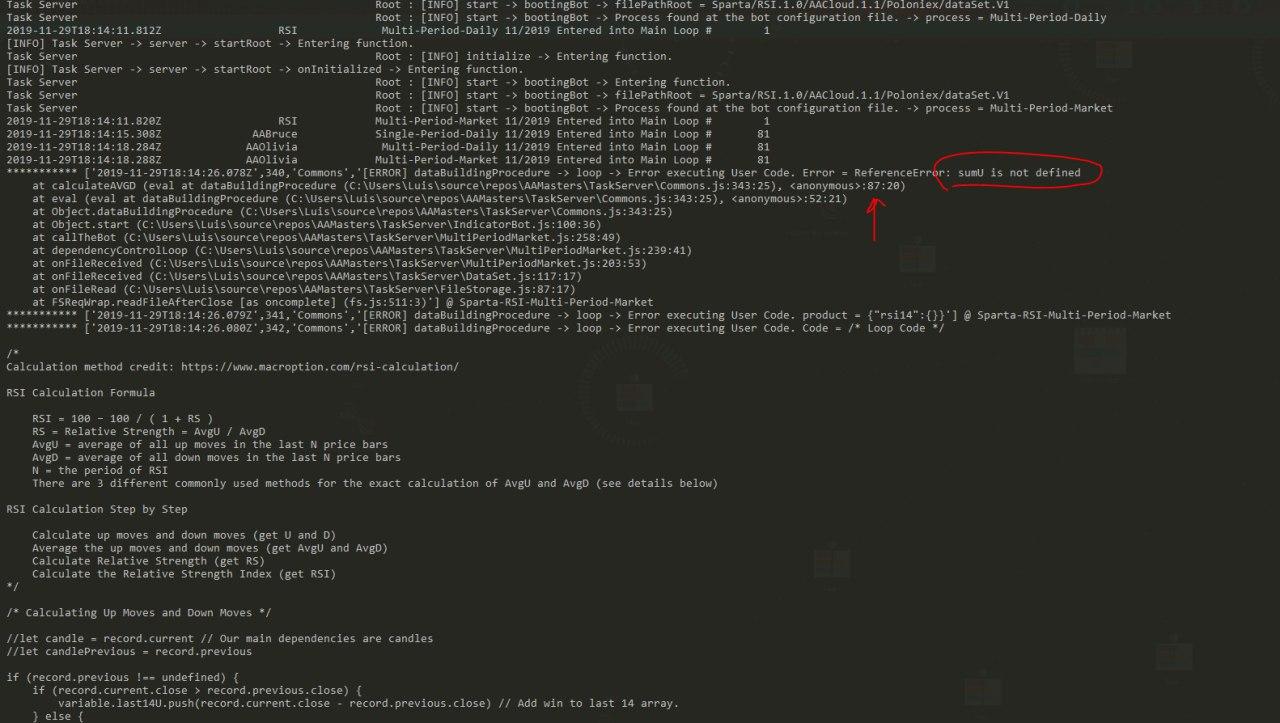 Task Server Root : [INFO] start -> bootingBot -> filePathRoot = Sparta/RSI.1.0/AACloud.1.1/Poloniex/dataSet.V1
Task Server Root : [INFO] start -> bootingBot -> Process found at the bot configuration file. -> process = Multi-Period-Daily
2019-11-29T18:14:11.812Z RSI Multi-Period-Daily 11/2019 Entered into Main Loop # 1
[INFO] Task Server -> server -> startRoot -> Entering function.
Task Server Root : [INFO] initialize -> Entering function.
[INFO] Task Server -> server -> startRoot -> onInitialized -> Entering function.
Task Server Root : [INFO] start -> bootingBot -> Entering function.
Task Server Root : [INFO] start -> bootingBot -> filePathRoot = Sparta/RSI.1.0/AACloud.1.1/Poloniex/dataSet.V1
Task Server Root : [INFO] start -> bootingBot -> Process found at the bot configuration file. -> process = Multi-Period-Market
2019-11-29T18:14:11.820Z RSI Multi-Period-Market 11/2019 Entered into Main Loop # 1
2019-11-29T18:14:15.308Z AABruce Single-Period-Daily 11/2019 Entered into Main Loop # 81
2019-11-29T18:14:18.284Z AAOlivia Multi-Period-Daily 11/2019 Entered into Main Loop # 81
2019-11-29T18:14:18.288Z AAOlivia Multi-Period-Market 11/2019 Entered into Main Loop # 81
*********** ['2019-11-29T18:14:26.078Z',340,'Commons','[ERROR] dataBuildingProcedure -> loop -> Error executing User Code. Error = ReferenceError: sumU is not defined
at calculateAVGD (eval at dataBuildingProcedure (C:\Users\Luis\source\repos\AAMasters\TaskServer\Commons.js:343:25), <anonymous>:87:20)
at eval (eval at dataBuildingProcedure (C:\Users\Luis\source\repos\AAMasters\TaskServer\Commons.js:343:25), <anonymous>:52:21)
at Object.dataBuildingProcedure (C:\Users\Luis\source\repos\AAMasters\TaskServer\Commons.js:343:25)
at Object.start (C:\Users\Luis\source\repos\AAMasters\TaskServer\IndicatorBot.js:100:36)
at callTheBot (C:\Users\Luis\source\repos\AAMasters\TaskServer\MultiPeriodMarket.js:258:49)
at dependencyControlLoop (C:\Users\Luis\source\repos\AAMasters\TaskServer\MultiPeriodMarket.js:239:41)
at onFileReceived (C:\Users\Luis\source\repos\AAMasters\TaskServer\MultiPeriodMarket.js:203:53)
at onFileReceived (C:\Users\Luis\source\repos\AAMasters\TaskServer\DataSet.js:117:17)
at onFileRead (C:\Users\Luis\source\repos\AAMasters\TaskServer\FileStorage.js:87:17)
at FSReqWrap.readFileAfterClose [as oncomplete] (fs.js:511:3)'] @ Sparta-RSI-Multi-Period-Market
*********** ['2019-11-29T18:14:26.079Z',341,'Commons','[ERROR] dataBuildingProcedure -> loop -> Error executing User Code. product = {"rsi14":{}}'] @ Sparta-RSI-Multi-Period-Market
*********** ['2019-11-29T18:14:26.080Z',342,'Commons','[ERROR] dataBuildingProcedure -> loop -> Error executing User Code. Code = /* Loop Code */
/*
Calculation method credit: https://www.macroption.com/rsi-calculation/
RSI Calculation Formula
RSI = 100 – 100 / ( 1 + RS )
RS = Relative Strength = AvgU / AvgD
AvgU = average of all up moves in the last N price bars
AvgD = average of all down moves in the last N price bars
N = the period of RSI
There are 3 different commonly used methods for the exact calculation of AvgU and AvgD (see details below)
RSI Calculation Step by Step
Calculate up moves and down moves (get U and D)
Average the up moves and down moves (get AvgU and AvgD)
Calculate Relative Strength (get RS)
Calculate the Relative Strength Index (get RSI)
*/
/* Calculating Up Moves and Down Moves */
//let candle = record.current // Our main dependencies are candles
//let candlePrevious = record.previous
if (record.previous !== undefined) {
if (record.current.close > record.previous.close) {
variable.last14U.push(record.current.close - record.previous.close) // Add win to last 14 array.
} else {